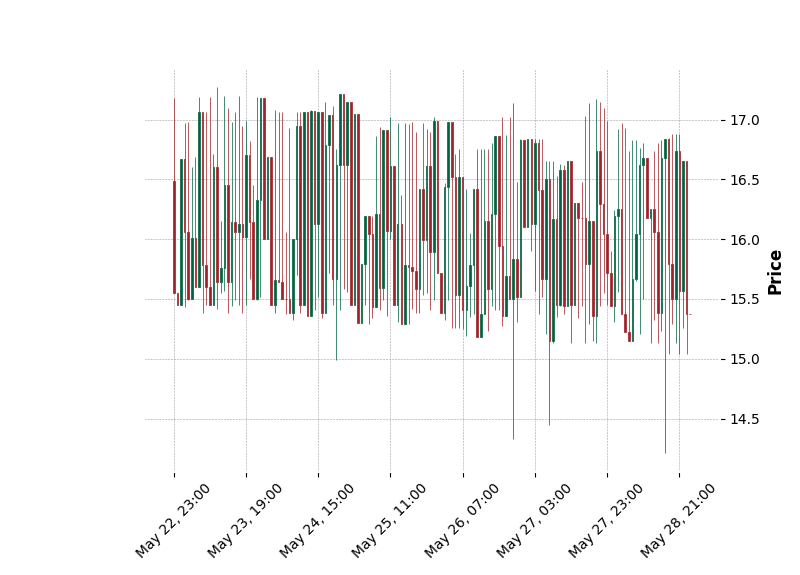 17.0
16.5
16.0
15.5
15.0
14.5
Price
May 22, 23:00
May 23, 19:00
May 24, 15:00
May 25, 11:00
May 26, 07:00
May 27, 03:00
May 27, 23:00
May 28, 21:00